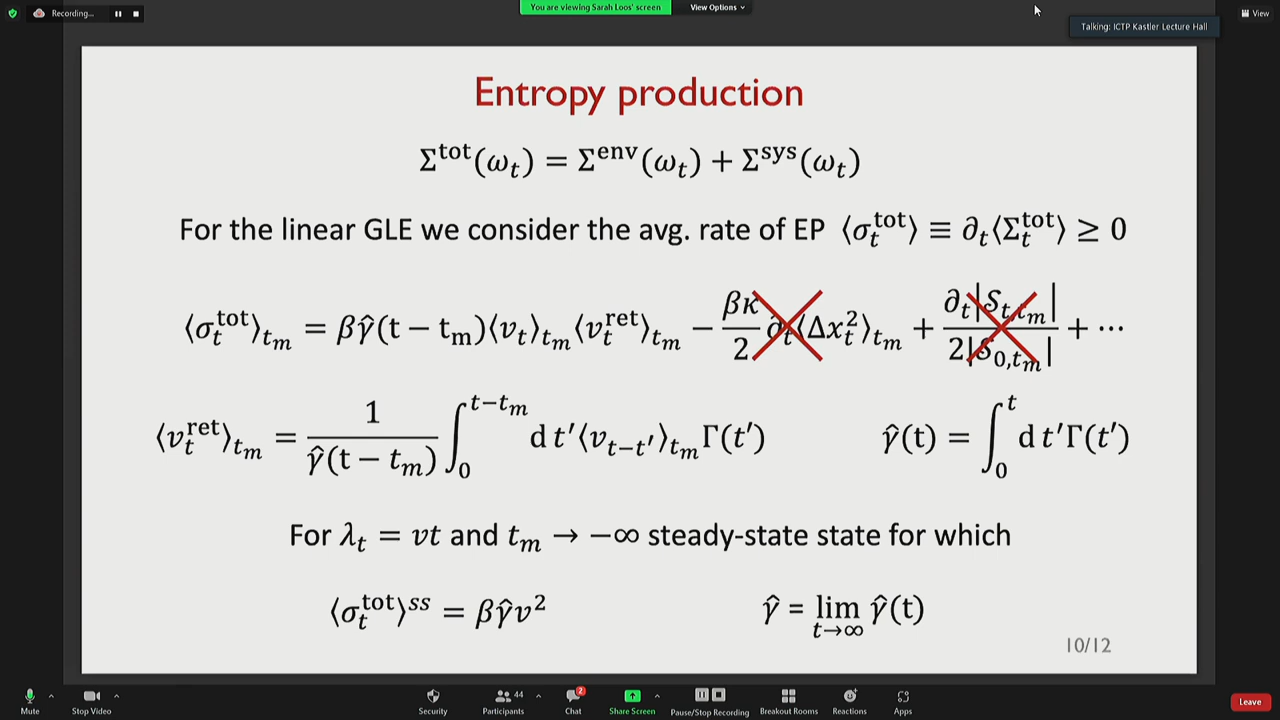 Recording...
You are viewing Sarah Loos' screen
View Options
View
Talking: ICTP Kastler Lecture Hall
Entropy production
Σ^tot(ω_t) = Σ^env(ω_t) + Σ^sys(ω_t)
For the linear GLE we consider the avg. rate of EP ⟨σ_t^tot⟩ ≡ ∂_t⟨Σ_t^tot⟩ ≥ 0
⟨σ_t^tot⟩_{t_m} = βγ̂(t − t_m)⟨v_t⟩_{t_m}⟨v_t^ret⟩_{t_m} − βκ/2 ∂_t⟨Δx_t^2⟩_{t_m} + ∂_t|S_{t,t_m}| / 2|S_{0,t_m}| + ⋯
⟨v_t^ret⟩_{t_m} = 1/γ̂(t − t_m) ∫_0^{t−t_m} d t′⟨v_{t−t′}⟩_{t_m}Γ(t′) γ̂(t) = ∫_0^t d t′Γ(t′)
For λ_t = vt and t_m → −∞ steady-state state for which
⟨σ_t^tot⟩^ss = βγ̂v^2 γ̂ = lim_{t→∞} γ̂(t)
10/12
Mute
Stop Video
Security
44
Participants
2
Chat
Share Screen
Pause/Stop Recording
Breakout Rooms
Reactions
Apps
Leave